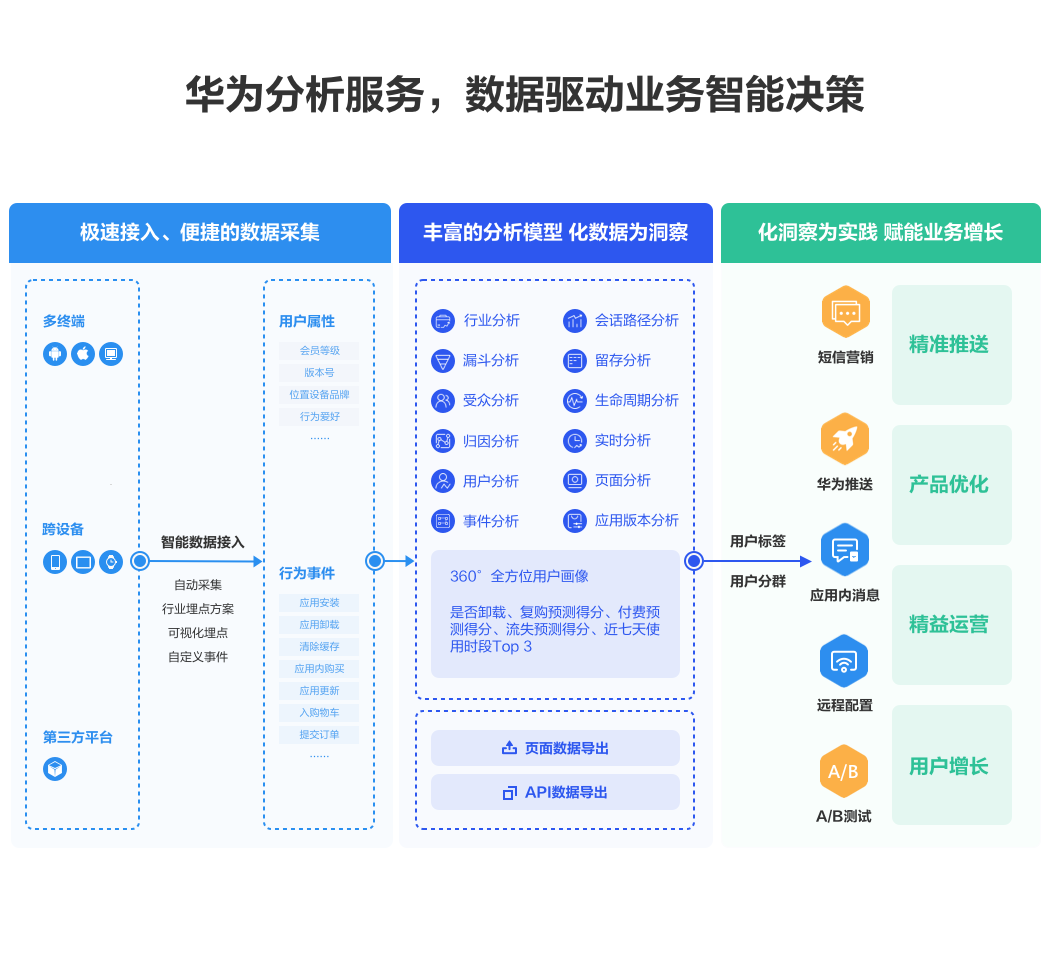 华为分析服务，数据驱动业务智能决策
极速接入、便捷的数据采集
多终端
跨设备
第三方平台
智能数据接入
自动采集
行业埋点方案
可视化埋点
自定义事件
用户属性
会员等级
版本号
位置设备品牌
行为爱好
......
行为事件
应用安装
应用卸载
清除缓存
应用内购买
应用更新
入购物车
提交订单
......
丰富的分析模型 化数据为洞察
行业分析
会话路径分析
漏斗分析
留存分析
受众分析
生命周期分析
归因分析
实时分析
用户分析
页面分析
事件分析
应用版本分析
360°全方位用户画像
是否卸载、复购预测得分、付费预
测得分、流失预测得分、近七天使
用时段Top 3
页面数据导出
API数据导出
化洞察为实践 赋能业务增长
用户标签
用户分群
短信营销
华为推送
应用内消息
远程配置
A/B
A/B测试
精准推送
产品优化
精益运营
用户增长